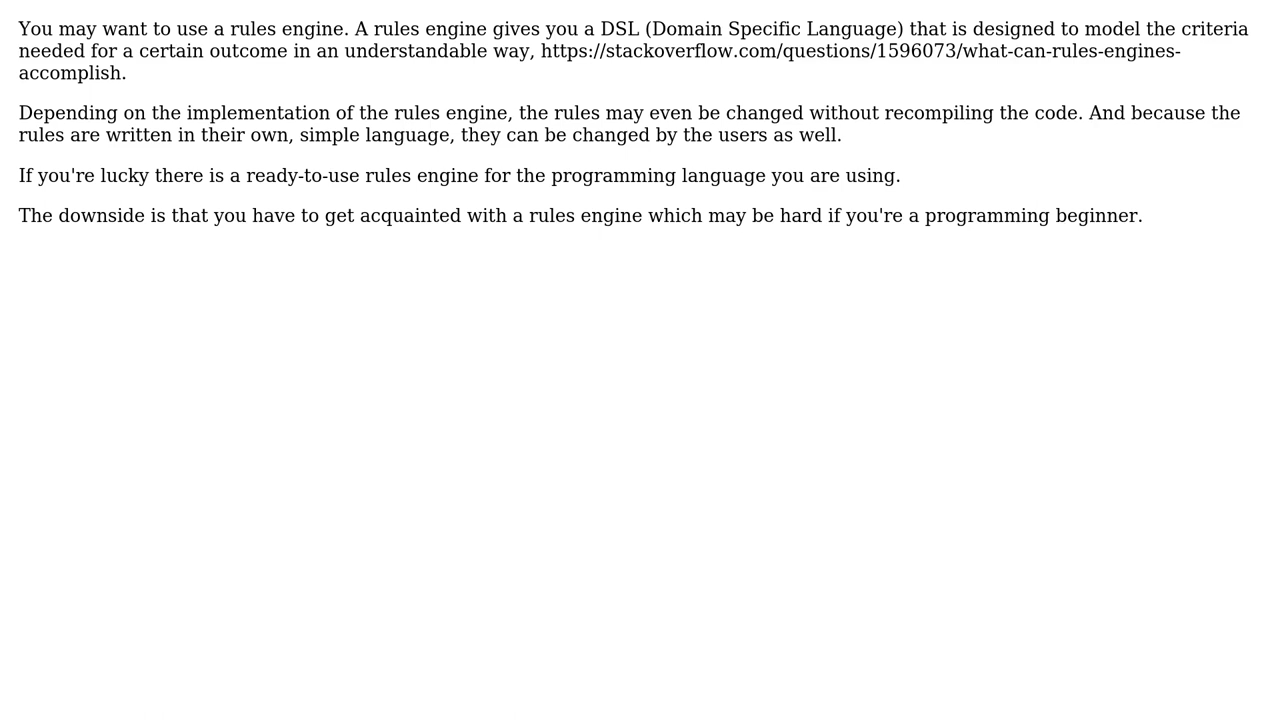 You may want to use a rules engine. A rules engine gives you a DSL (Domain Specific Language) that is designed to model the criteria
needed for a certain outcome in an understandable way, https://stackoverflow.com/questions/1596073/what-can-rules-engines-
accomplish.
Depending on the implementation of the rules engine, the rules may even be changed without recompiling the code. And because the
rules are written in their own, simple language, they can be changed by the users as well.
If you're lucky there is a ready-to-use rules engine for the programming language you are using.
The downside is that you have to get acquainted with a rules engine which may be hard if you're a programming beginner.